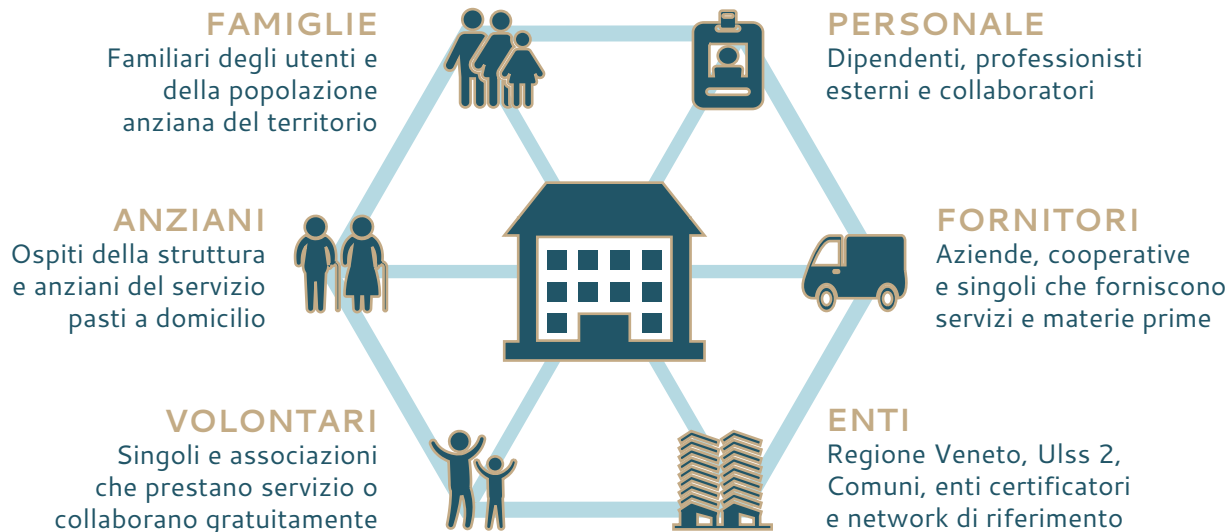 FAMIGLIE
Familiari degli utenti e
della popolazione
anziana del territorio
PERSONALE
Dipendenti, professionisti
esterni e collaboratori
ANZIANI
Ospiti della struttura
e anziani del servizio
pasti a domicilio
FORNITORI
Aziende, cooperative
e singoli che forniscono
servizi e materie prime
VOLONTARI
Singoli e associazioni
che prestano servizio o
collaborano gratuitamente
ENTI
Regione Veneto, Ulss 2,
Comuni, enti certificatori
e network di riferimento